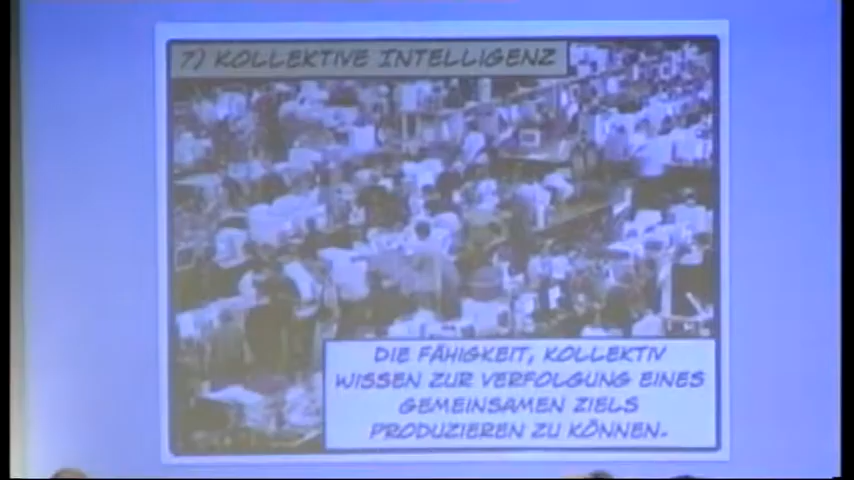 7) KOLLEKTIVE INTELLIGENZ
DIE FÄHIGKEIT, KOLLEKTIV
WISSEN ZUR VERFOLGUNG EINES
GEMEINSAMEN ZIELS
PRODUZIEREN ZU KÖNNEN.